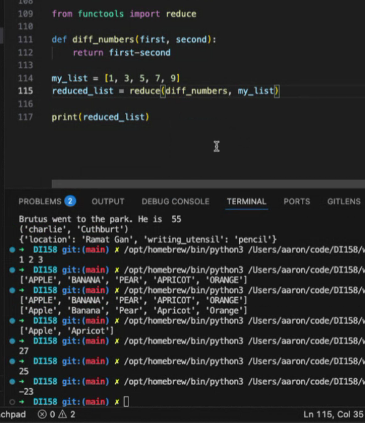 108
109 from functools import reduce
110
111 def diff_numbers(first, second):
112 return first-second
113
114 my_list = [1, 3, 5, 7, 9]
115 reduced_list = reduce(diff_numbers, my_list)
116
117 print(reduced_list)
PROBLEMS 2 OUTPUT DEBUG CONSOLE TERMINAL PORTS GITLENS
Brutus went to the park. He is  55
('charlie', 'Cuthburt')
{'location': 'Ramat Gan', 'writing_utensil': 'pencil'}
➜ DI158 git:(main) ✗ /opt/homebrew/bin/python3 /Users/aaron/code/DI158/w
1 2 3
➜ DI158 git:(main) ✗ /opt/homebrew/bin/python3 /Users/aaron/code/DI158/w
['APPLE', 'BANANA', 'PEAR', 'APRICOT', 'ORANGE']
➜ DI158 git:(main) ✗ /opt/homebrew/bin/python3 /Users/aaron/code/DI158/w
['APPLE', 'BANANA', 'PEAR', 'APRICOT', 'ORANGE']
['Apple', 'Banana', 'Pear', 'Apricot', 'Orange']
➜ DI158 git:(main) ✗ /opt/homebrew/bin/python3 /Users/aaron/code/DI158/w
['Apple', 'Apricot']
➜ DI158 git:(main) ✗ /opt/homebrew/bin/python3 /Users/aaron/code/DI158/w
27
➜ DI158 git:(main) ✗ /opt/homebrew/bin/python3 /Users/aaron/code/DI158/w
25
➜ DI158 git:(main) ✗ /opt/homebrew/bin/python3 /Users/aaron/code/DI158/w
-23
➜ DI158 git:(main) ✗
chpad 0 2 Ln 115, Col 35